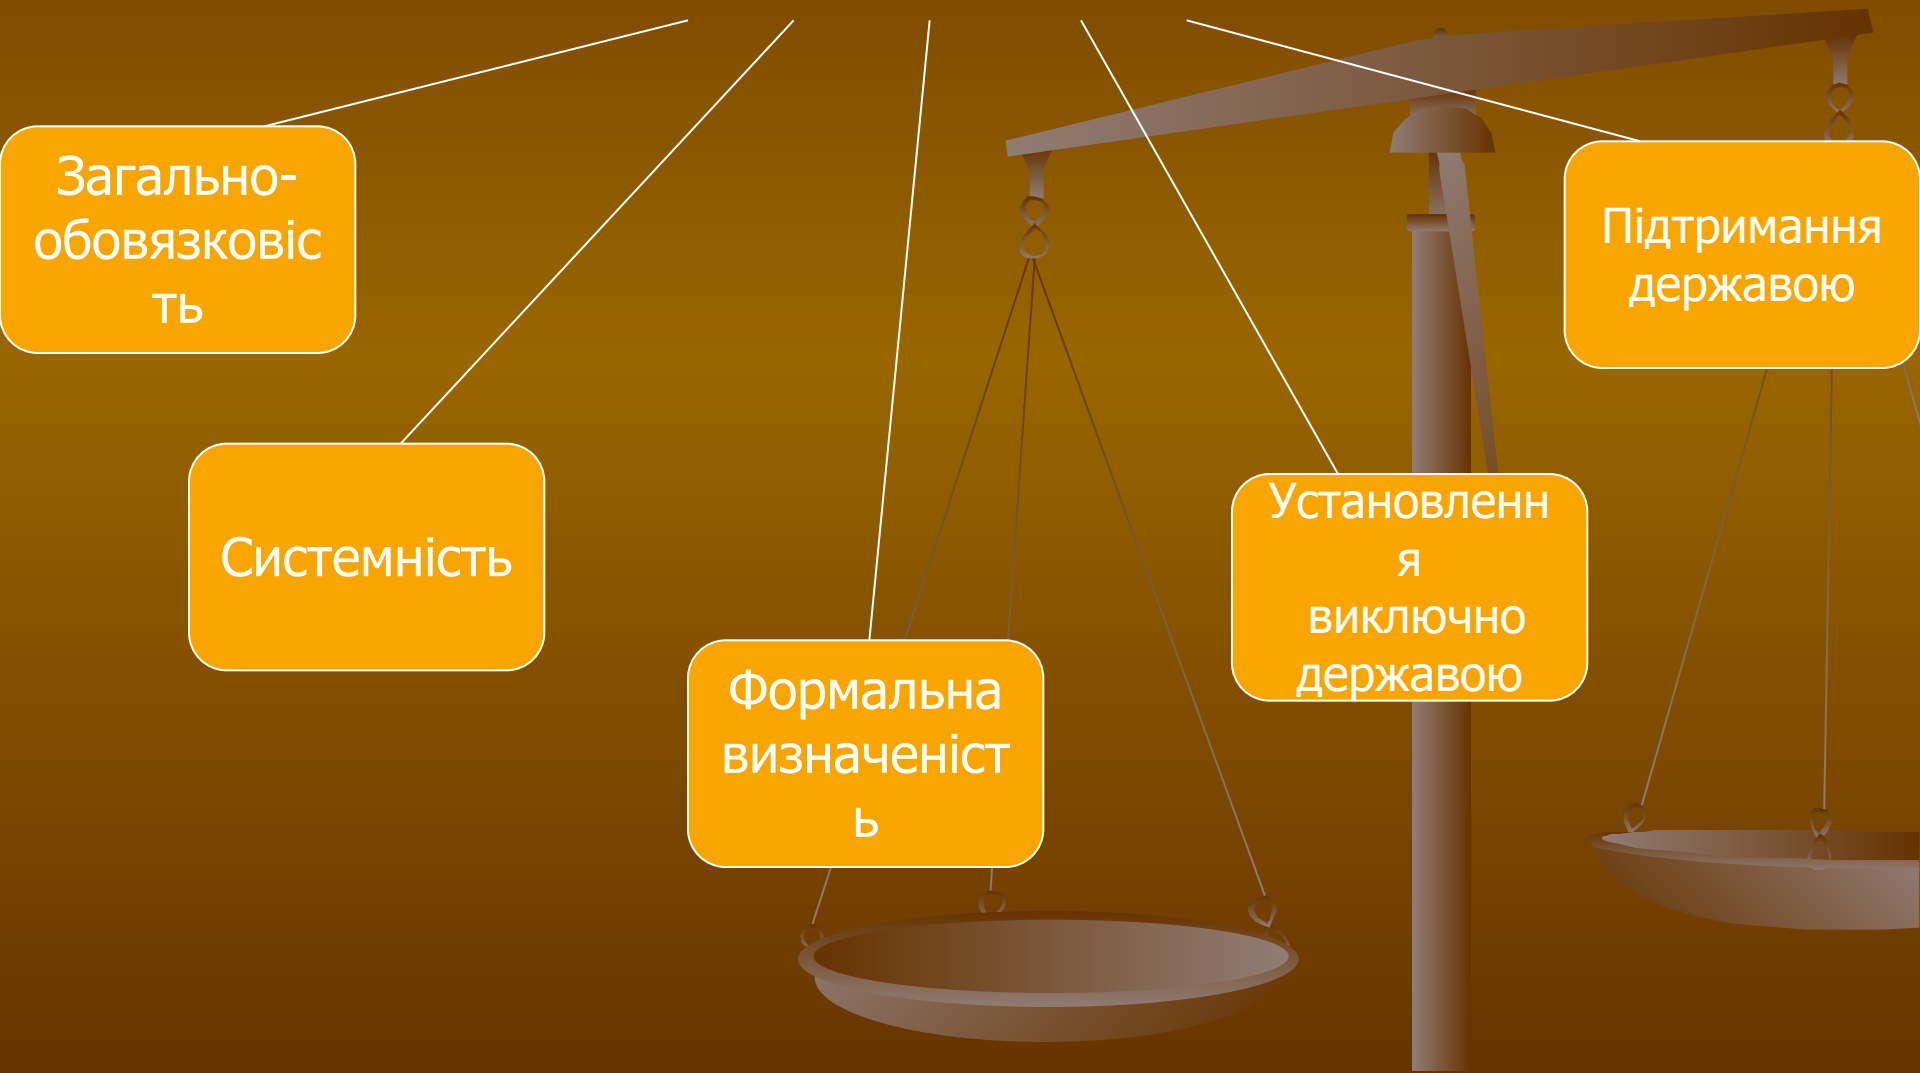 Загально-
обовязковіс
ть
Системність
Формальна
визначеніст
ь
Установленн
я
виключно
державою
Підтримання
державою